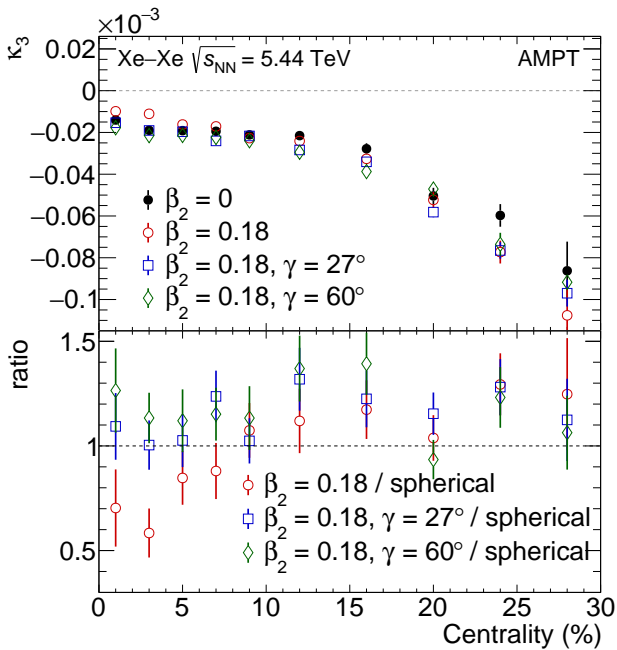 ×10⁻³
κ₃
Xe–Xe √sNN = 5.44 TeV
AMPT
0.02
0
−0.02
−0.04
−0.06
−0.08
−0.1
β₂ = 0
β₂ = 0.18
β₂ = 0.18, γ = 27°
β₂ = 0.18, γ = 60°
ratio
1.5
1
0.5
β₂ = 0.18 / spherical
β₂ = 0.18, γ = 27° / spherical
β₂ = 0.18, γ = 60° / spherical
0 5 10 15 20 25 30
Centrality (%)